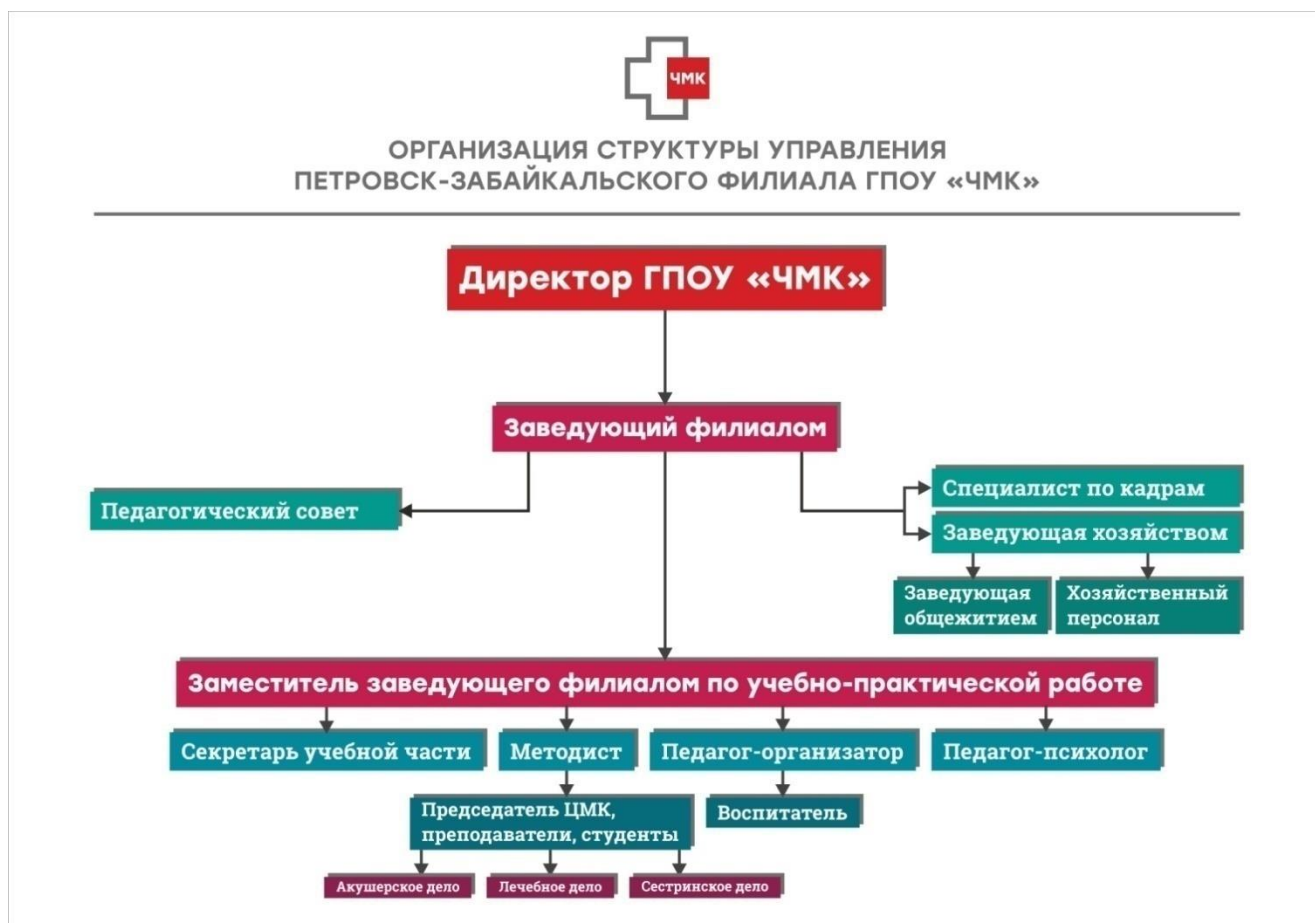 ЧМК
ОРГАНИЗАЦИЯ СТРУКТУРЫ УПРАВЛЕНИЯ
ПЕТРОВСК-ЗАБАЙКАЛЬСКОГО ФИЛИАЛА ГПОУ «ЧМК»
Директор ГПОУ «ЧМК»
Заведующий филиалом
Педагогический совет
Специалист по кадрам
Заведующая хозяйством
Заведующая
общежитием
Хозяйственный
персонал
Заместитель заведующего филиалом по учебно-практической работе
Секретарь учебной части
Методист
Педагог-организатор
Педагог-психолог
Председатель ЦМК,
преподаватели, студенты
Воспитатель
Акушерское дело
Лечебное дело
Сестринское дело